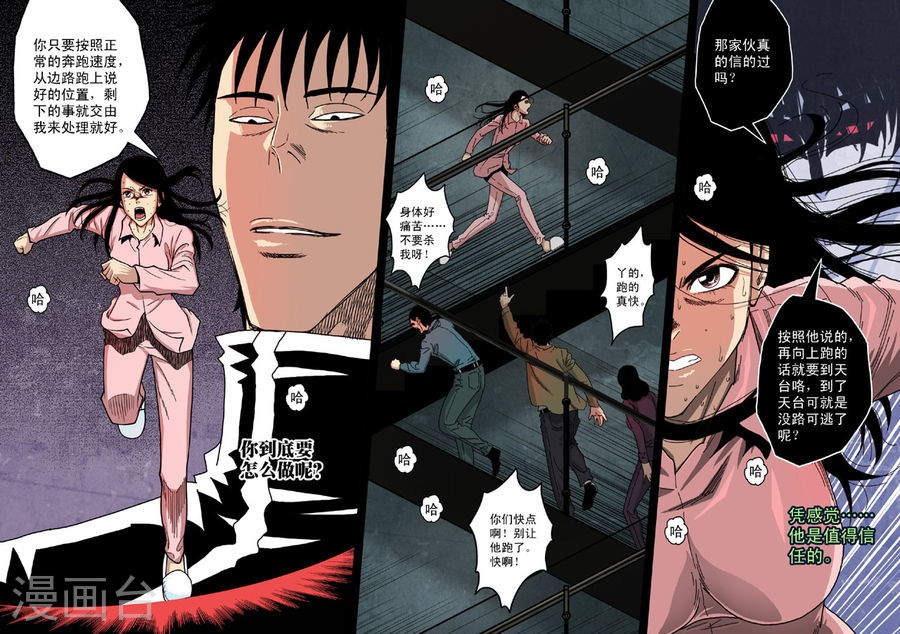 你只要按照正
常的奔跑速度，
从边路跑上说
好的位置，剩
下的事就交由
我来处理就好。
哈
哈
你到底要
怎么做呢？
哈
哈
身体好
痛苦……
不要杀
我呀！
丫的，
跑的
真快。
哈
哈
你们快点
啊！别让
他跑了。
快啊！
那家伙真
的信的过
吗？
哈
按照他说的，
再向上跑的
话就要到天
台咯，到了
天台可就是
没路可逃了
呢？
哈
哈
凭感觉……
他是值得信
任的。
漫画台